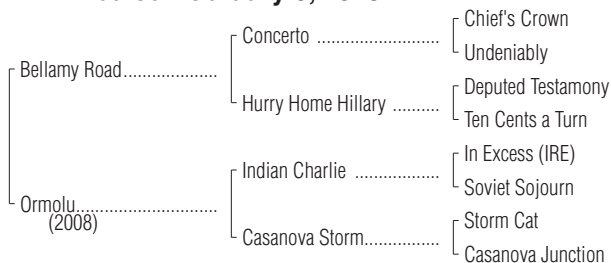 Chief's Crown
Concerto ..........................
Undeniably
Bellamy Road....................
Deputed Testamony
Hurry Home Hillary ..........
Ten Cents a Turn
In Excess (IRE)
Indian Charlie ..................
Soviet Sojourn
Ormolu..............................
(2008)
Storm Cat
Casanova Storm................
Casanova Junction